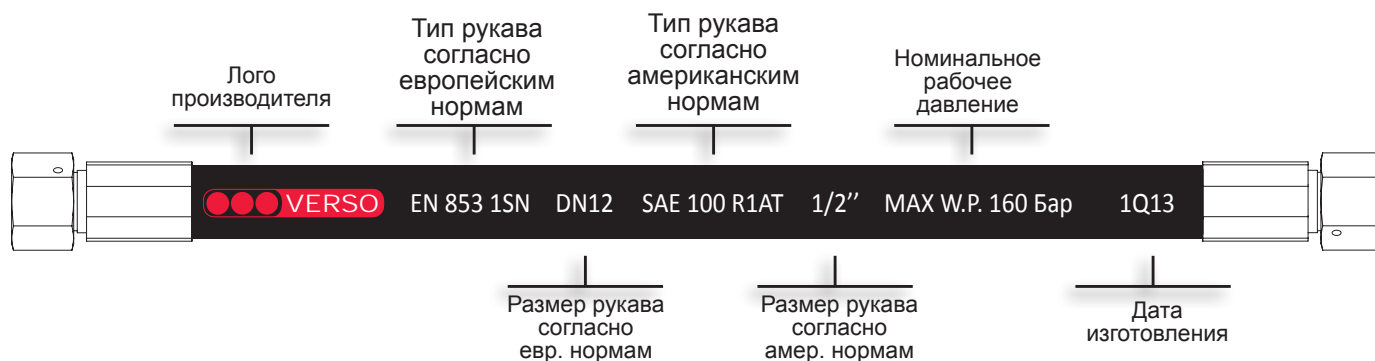 Лого
производителя
Тип рукава
согласно
европейским
нормам
Тип рукава
согласно
американским
нормам
Номинальное
рабочее
давление
VERSO EN 853 1SN DN12 SAE 100 R1AT 1/2’’ MAX W.P. 160 Бар 1Q13
Размер рукава
согласно
евр. нормам
Размер рукава
согласно
амер. нормам
Дата
изготовления